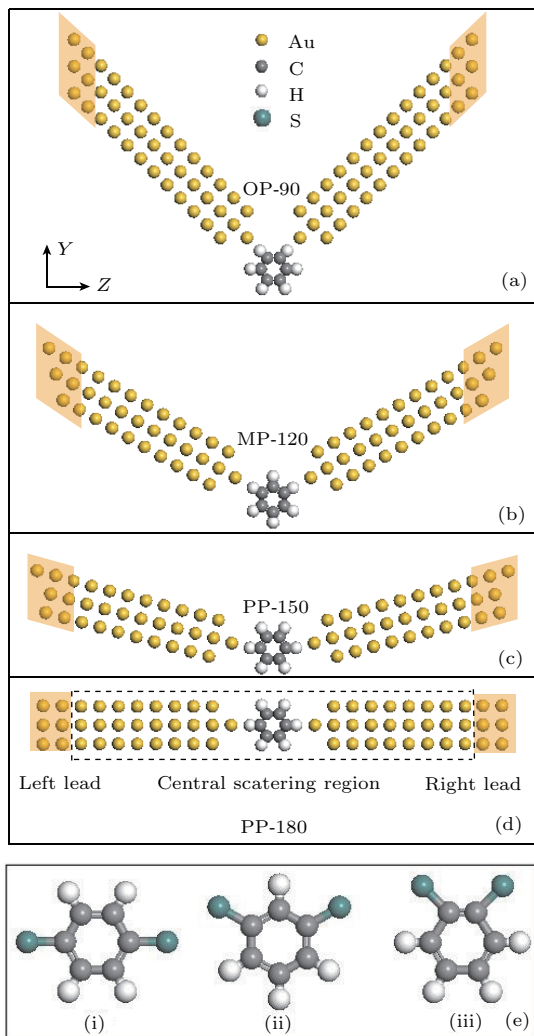 Au
C
H
S
OP-90
Y
Z
(a)
MP-120
(b)
PP-150
(c)
Left lead
Central scatering region
Right lead
PP-180
(d)
(i)
(ii)
(iii)
(e)